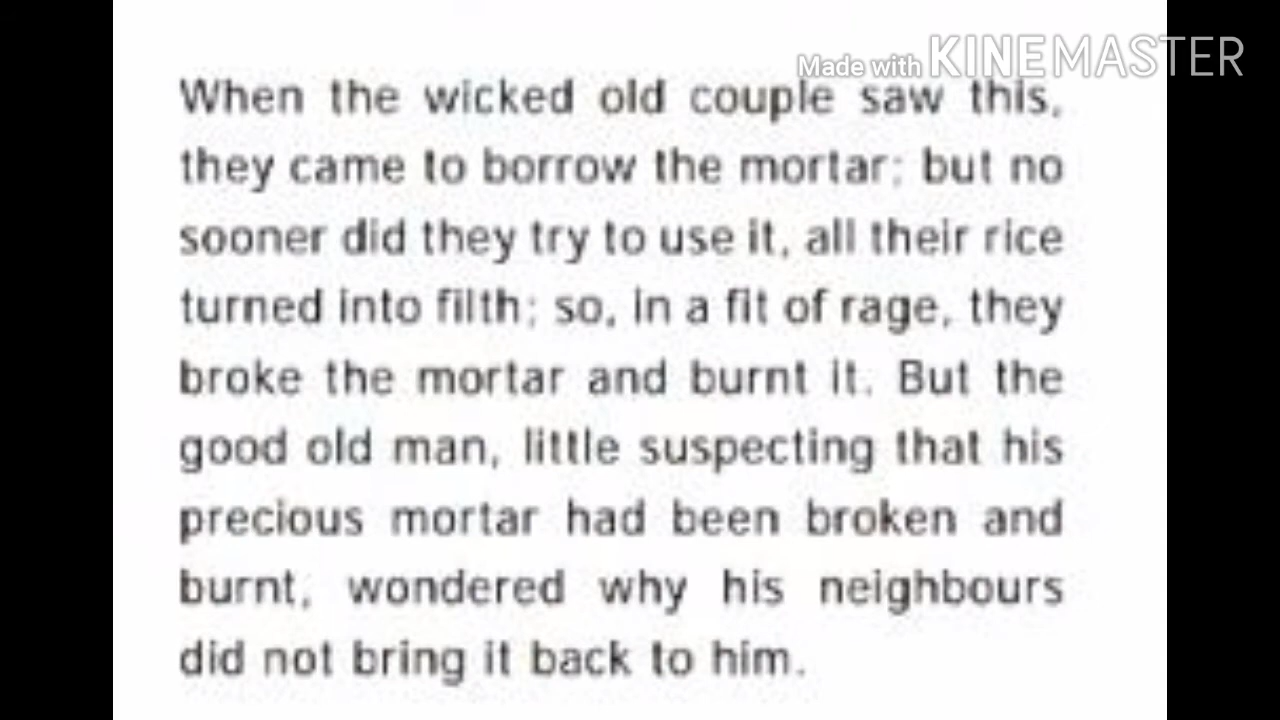 Made with KINEMASTER
When the wicked old couple saw this,
they came to borrow the mortar; but no
sooner did they try to use it, all their rice
turned into filth; so, in a fit of rage, they
broke the mortar and burnt it. But the
good old man, little suspecting that his
precious mortar had been broken and
burnt, wondered why his neighbours
did not bring it back to him.